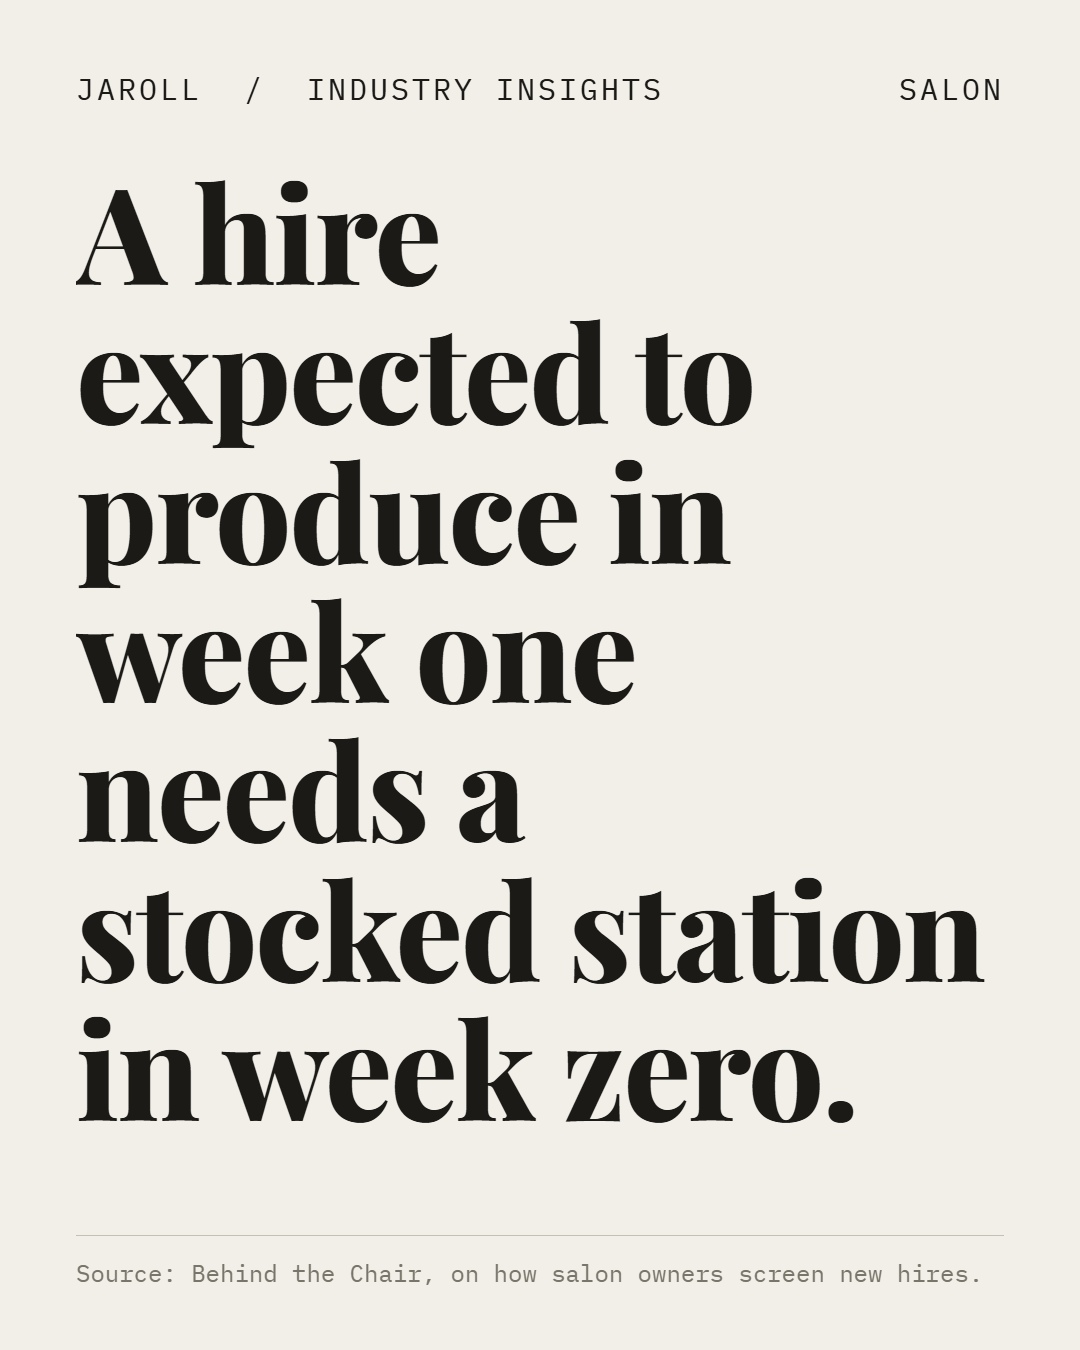 JAROLL / INDUSTRY INSIGHTS SALON
A hire
expected to
produce in
week one
needs a
stocked station
in week zero.
Source: Behind the Chair, on how salon owners screen new hires.